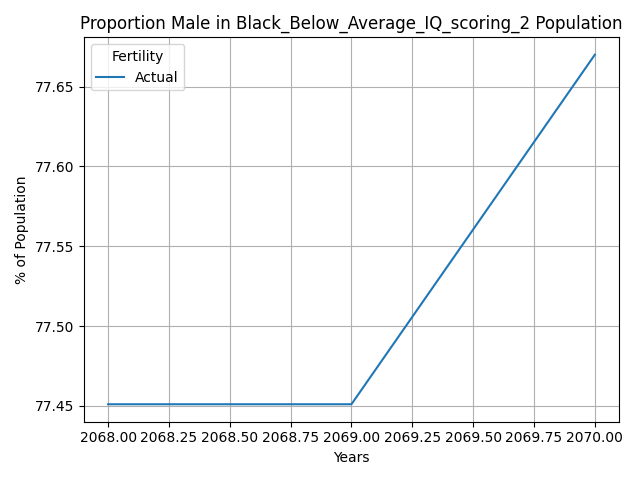 Proportion Male in Black_Below_Average_IQ_scoring_2 Population
Fertility
Actual
% of Population
77.65
77.60
77.55
77.50
77.45
2068.00 2068.25 2068.50 2068.75 2069.00 2069.25 2069.50 2069.75 2070.00
Years